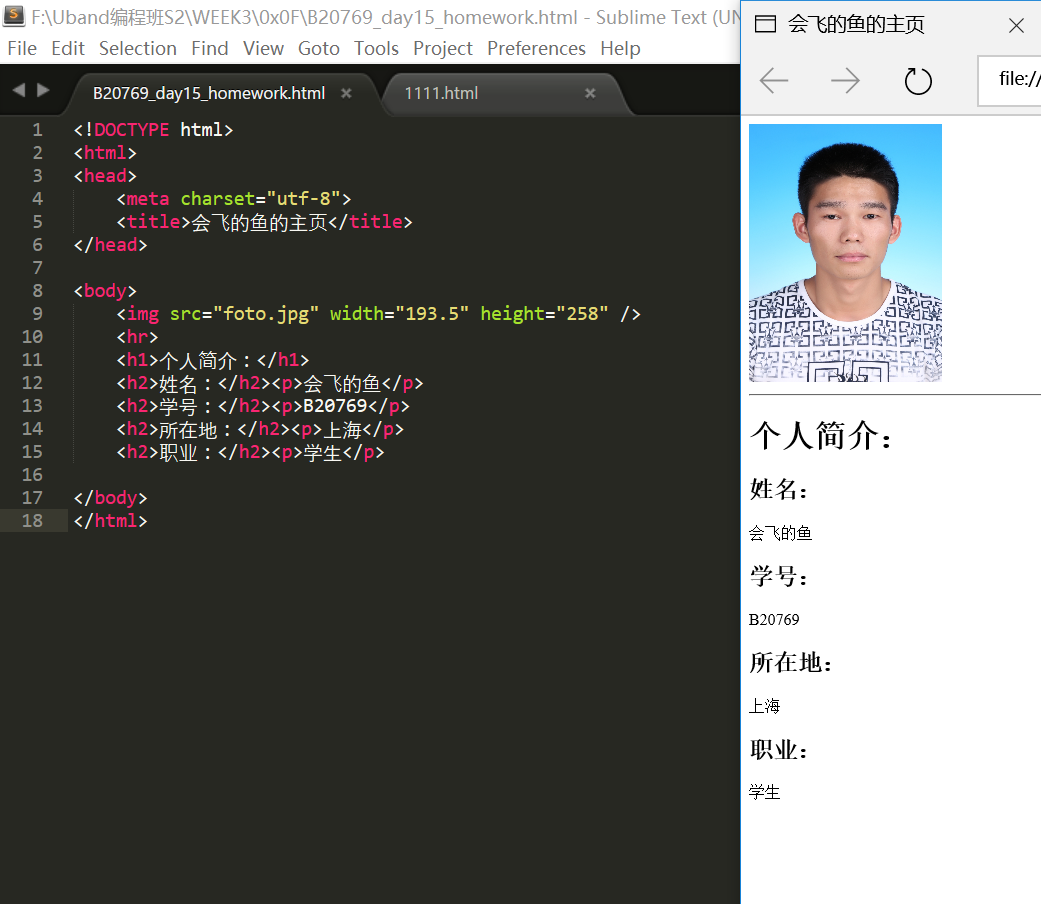 F:\Uband编程班S2\WEEK3\0x0F\B20769_day15_homework.html - Sublime Text (UN
File Edit Selection Find View Goto Tools Project Preferences Help
B20769_day15_homework.html × 1111.html ×
1 <!DOCTYPE html>
2 <html>
3 <head>
4 <meta charset="utf-8">
5 <title>会飞的鱼的主页</title>
6 </head>
7
8 <body>
9 <img src="foto.jpg" width="193.5" height="258" />
10 <hr>
11 <h1>个人简介：</h1>
12 <h2>姓名：</h2><p>会飞的鱼</p>
13 <h2>学号：</h2><p>B20769</p>
14 <h2>所在地：</h2><p>上海</p>
15 <h2>职业：</h2><p>学生</p>
16
17 </body>
18 </html>
会飞的鱼的主页
file://
个人简介：
姓名：
会飞的鱼
学号：
B20769
所在地：
上海
职业：
学生